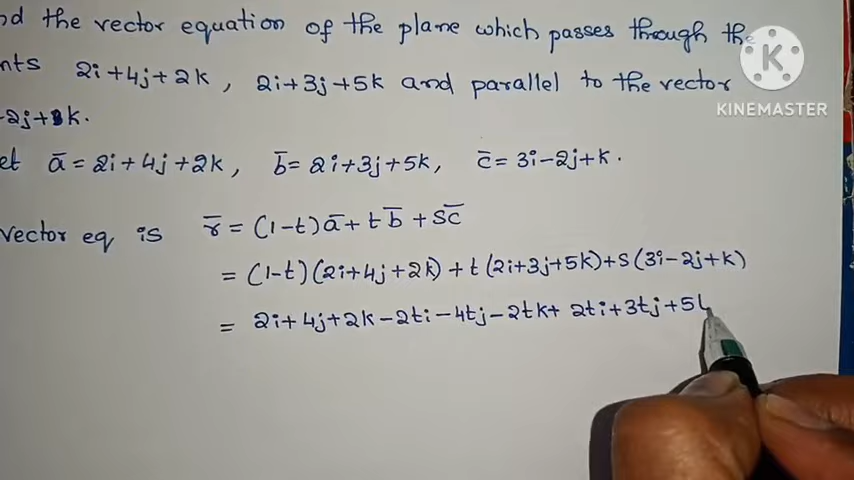 nd the vector equation of the plane which passes through the
nts 2i+4j+2k, 2i+3j+5k and parallel to the vector
-2j+k.
et a̅ = 2i+4j+2k, b̅ = 2i+3j+5k, c̅ = 3i-2j+k.
vector eq is r̅ = (1-t)a̅ + t b̅ + s c̅
= (1-t)(2i+4j+2k) + t(2i+3j+5k)+s(3i-2j+k)
= 2i+4j+2k-2ti-4tj-2tk+2ti+3tj+5
K
KINEMASTER